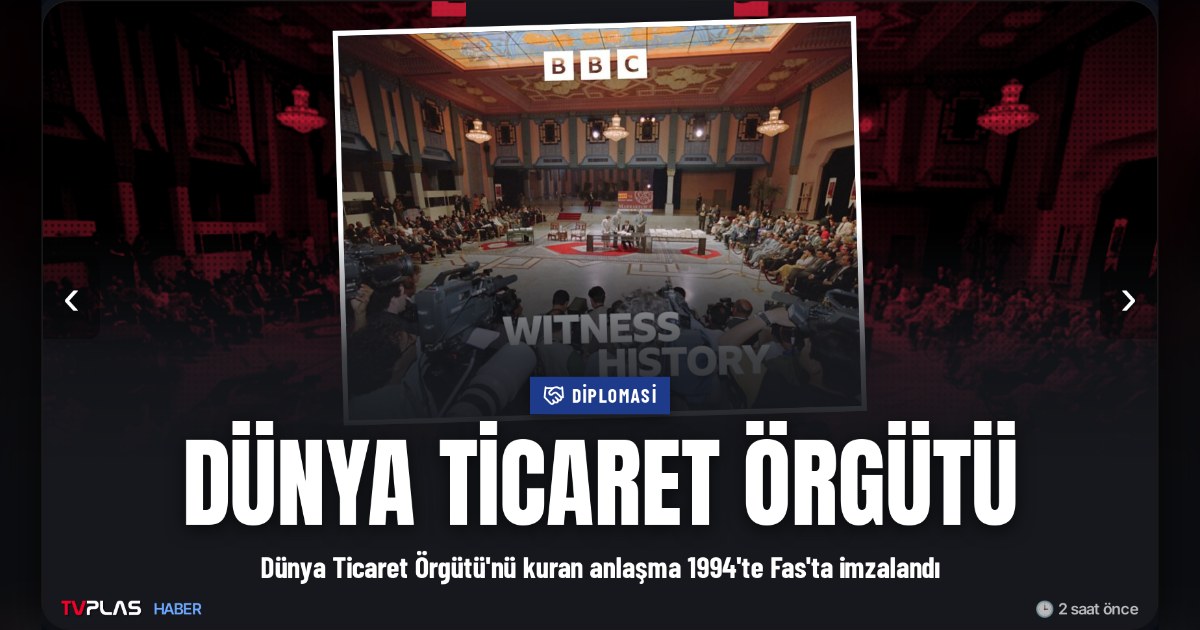 BBC
WITNESS
HISTORY
DİPLOMASİ
DÜNYA TİCARET ÖRGÜTÜ
Dünya Ticaret Örgütü'nü kuran anlaşma 1994'te Fas'ta imzalandı
TVPLAS HABER
2 saat önce